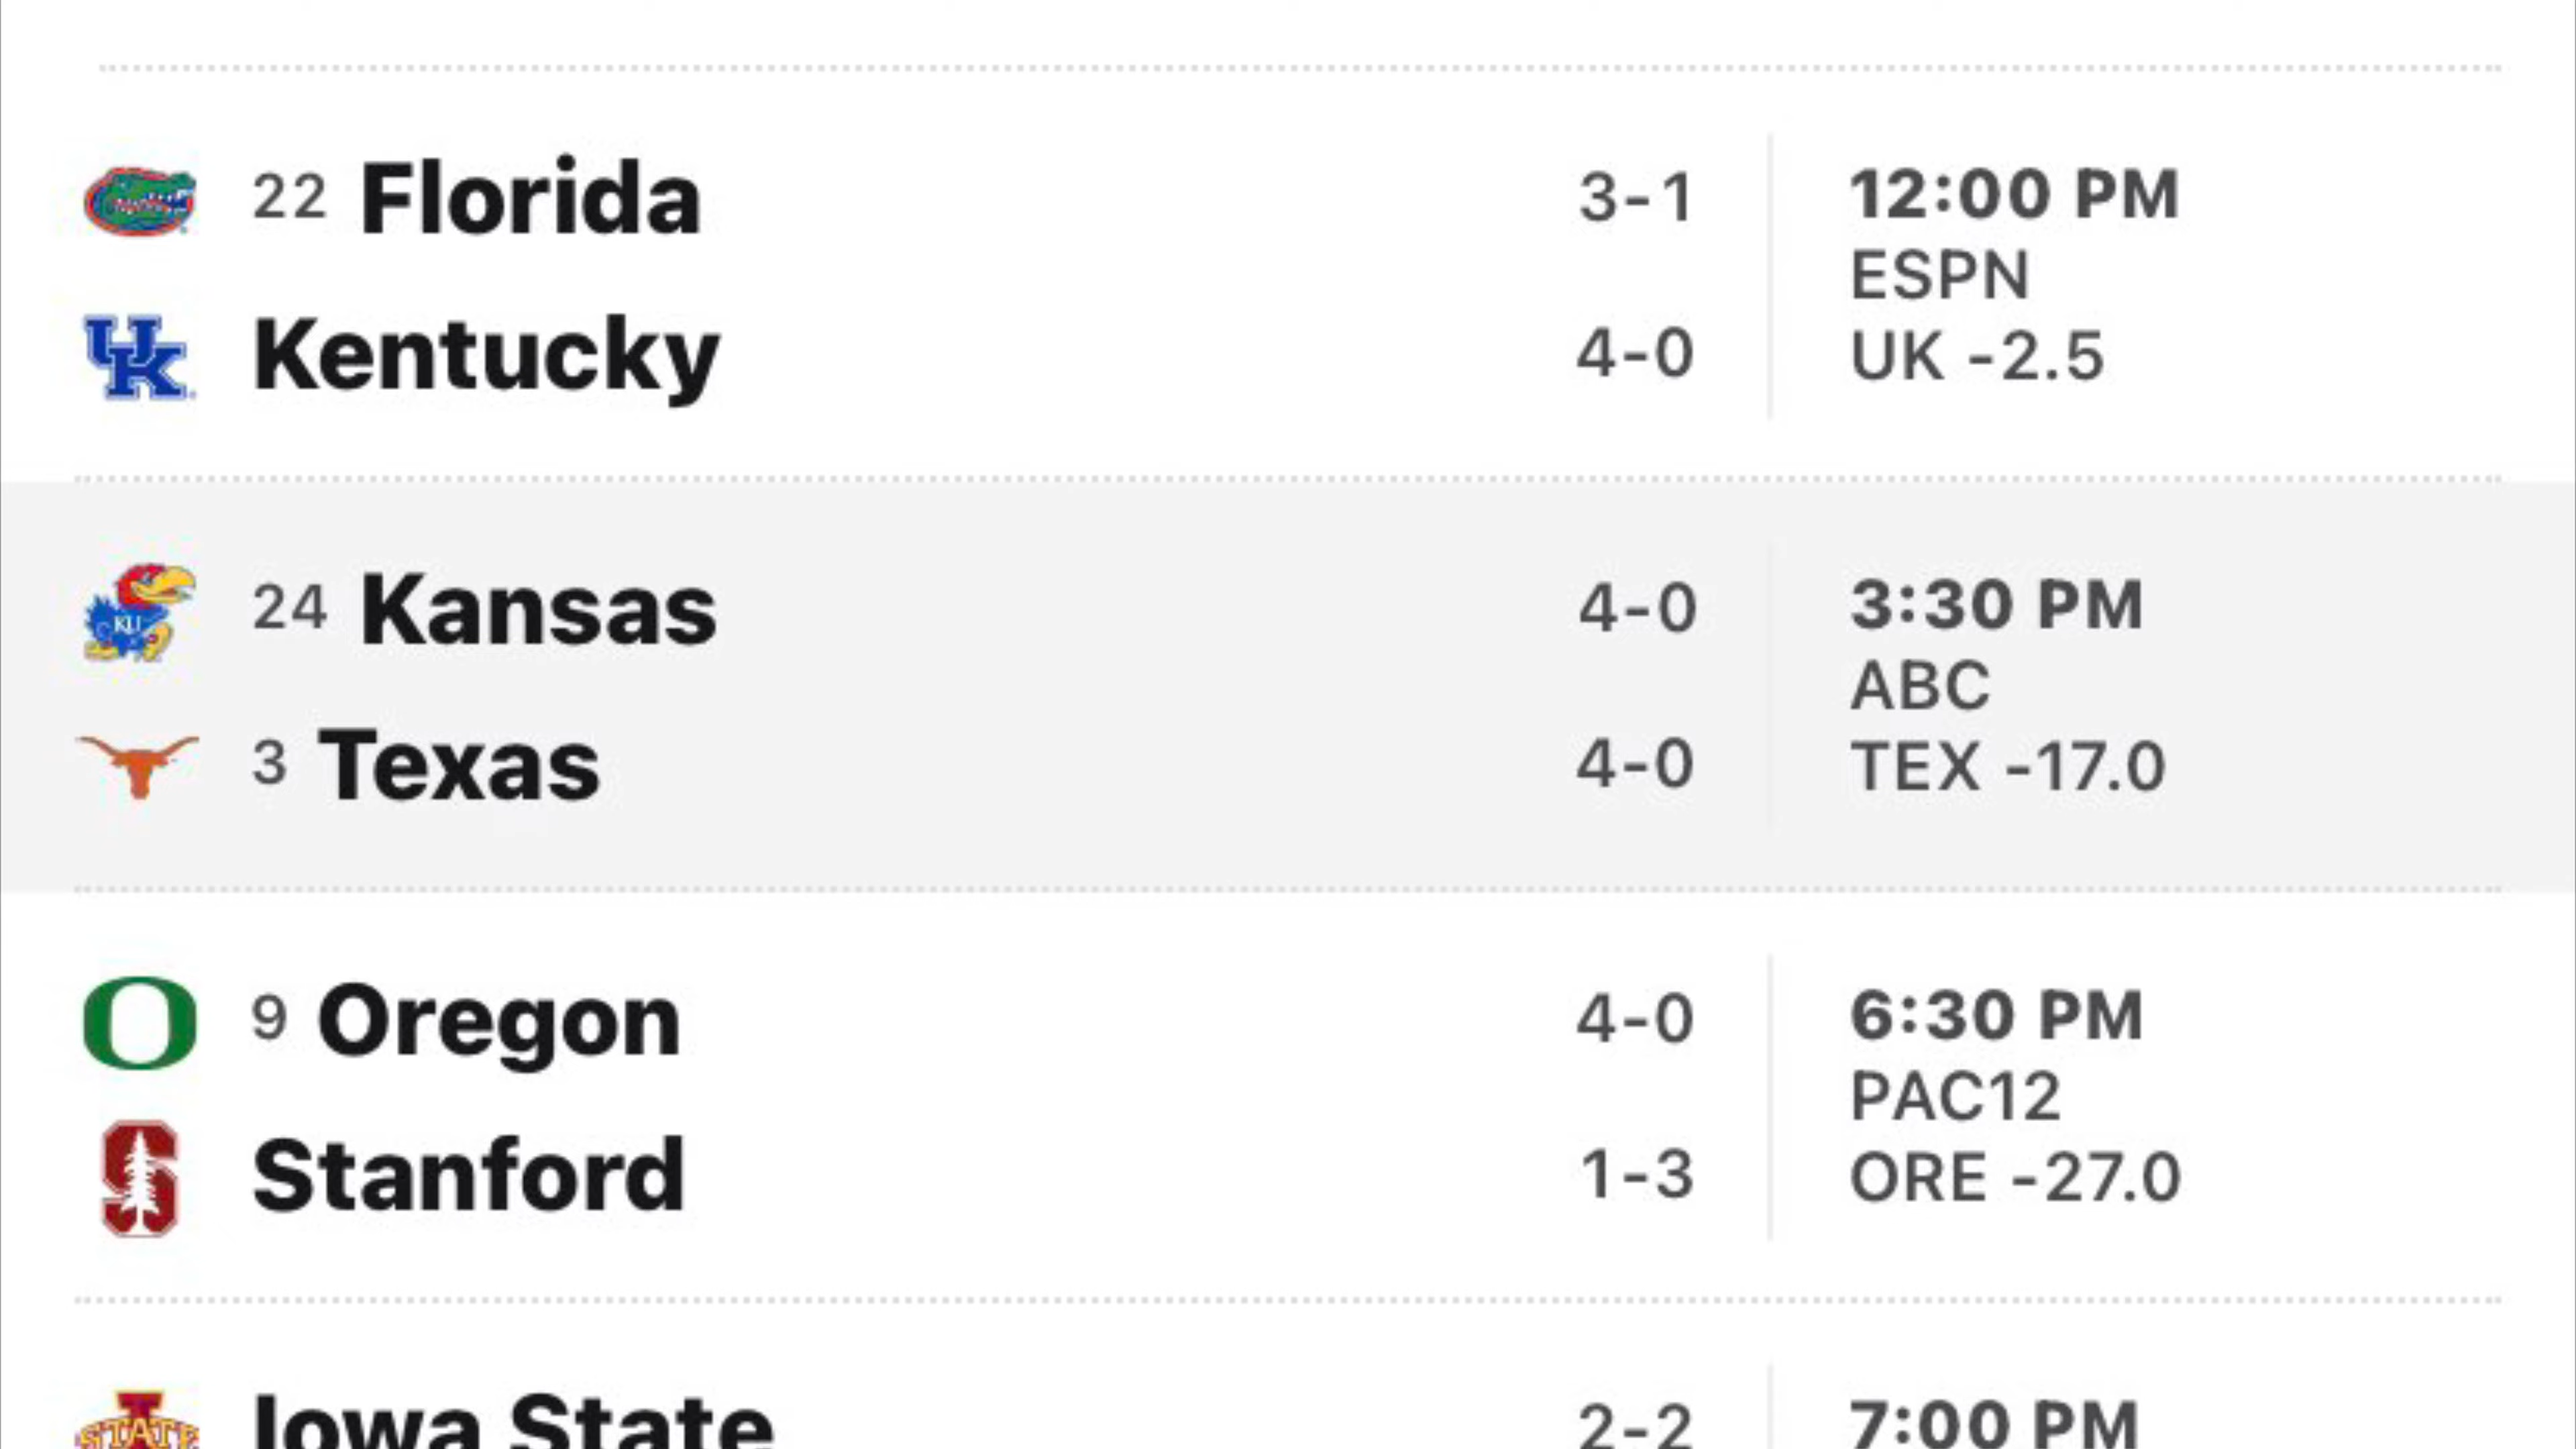 22 Florida 3-1 12:00 PM
ESPN
Kentucky 4-0 UK -2.5
24 Kansas 4-0 3:30 PM
KU
ABC
3 Texas 4-0 TEX -17.0
9 Oregon 4-0 6:30 PM
PAC12
Stanford 1-3 ORE -27.0
Iowa State 2-2 7:00 PM
STATE